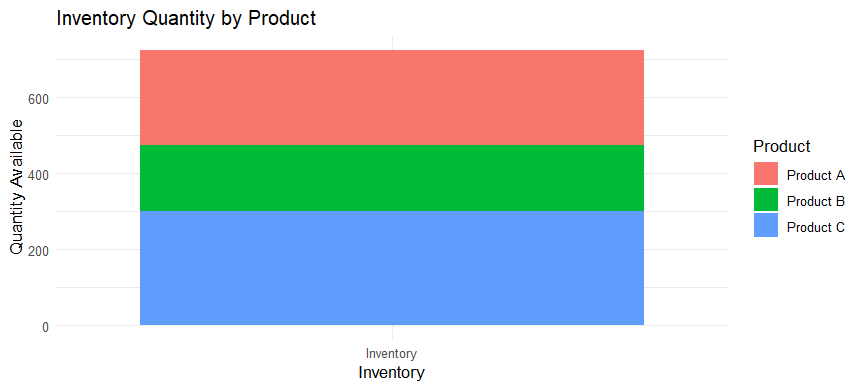 Inventory Quantity by Product
Quantity Available
600
400
200
0
Inventory
Inventory
Product
Product A
Product B
Product C